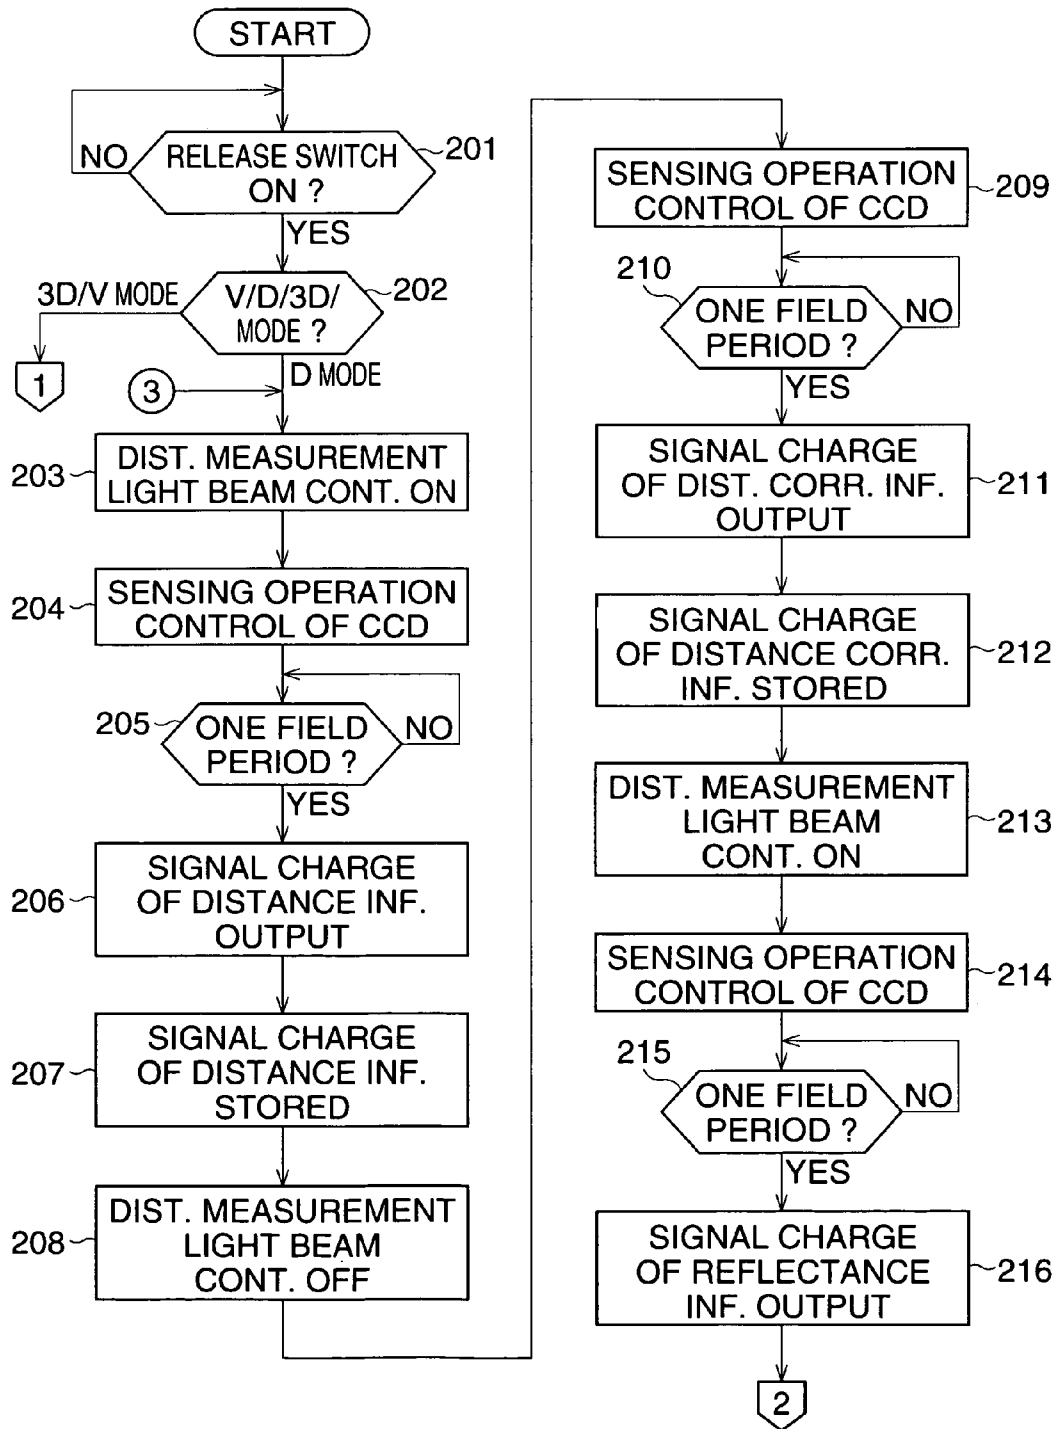 START
NO
RELEASE SWITCH
ON ?
201
YES
3D/V MODE
V/D/3D/
MODE ?
202
1
D MODE
3
203
DIST. MEASUREMENT
LIGHT BEAM CONT. ON
204
SENSING OPERATION
CONTROL OF CCD
205
ONE FIELD
PERIOD ?
NO
YES
206
SIGNAL CHARGE
OF DISTANCE INF.
OUTPUT
207
SIGNAL CHARGE
OF DISTANCE INF.
STORED
208
DIST. MEASUREMENT
LIGHT BEAM
CONT. OFF
SENSING OPERATION
CONTROL OF CCD
209
210
ONE FIELD
PERIOD ?
NO
YES
SIGNAL CHARGE
OF DIST. CORR. INF.
OUTPUT
211
SIGNAL CHARGE
OF DISTANCE CORR.
INF. STORED
212
DIST. MEASUREMENT
LIGHT BEAM
CONT. ON
213
SENSING OPERATION
CONTROL OF CCD
214
215
ONE FIELD
PERIOD ?
NO
YES
SIGNAL CHARGE
OF REFLECTANCE
INF. OUTPUT
216
2